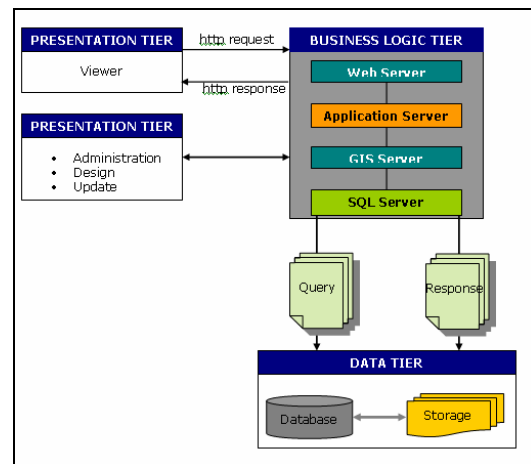 PRESENTATION TIER
Viewer
http request
http response
BUSINESS LOGIC TIER
Web Server
Application Server
GIS Server
SQL Server
PRESENTATION TIER
• Administration
• Design
• Update
Query
Response
DATA TIER
Database
Storage